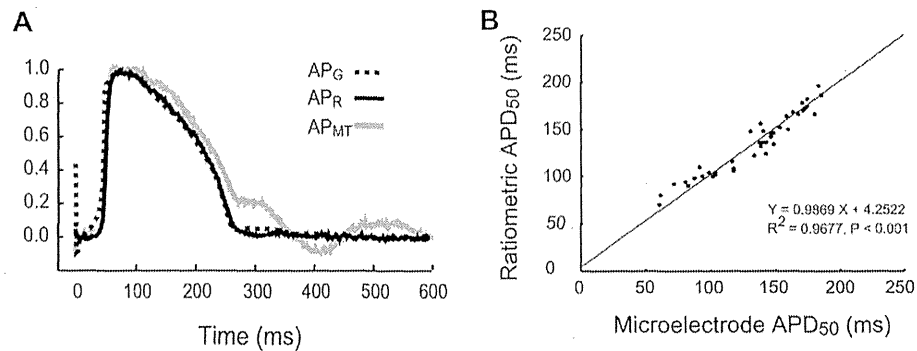 A
1.0
0.8
0.6
0.4
0.2
0.0
AP_G
AP_R
AP_MT
0 100 200 300 400 500 600
Time (ms)
B
Ratiometric APD50 (ms)
250
200
150
100
50
0
Y = 0.9869 X + 4.2522
R2 = 0.9677, P < 0.001
0 50 100 150 200 250
Microelectrode APD50 (ms)